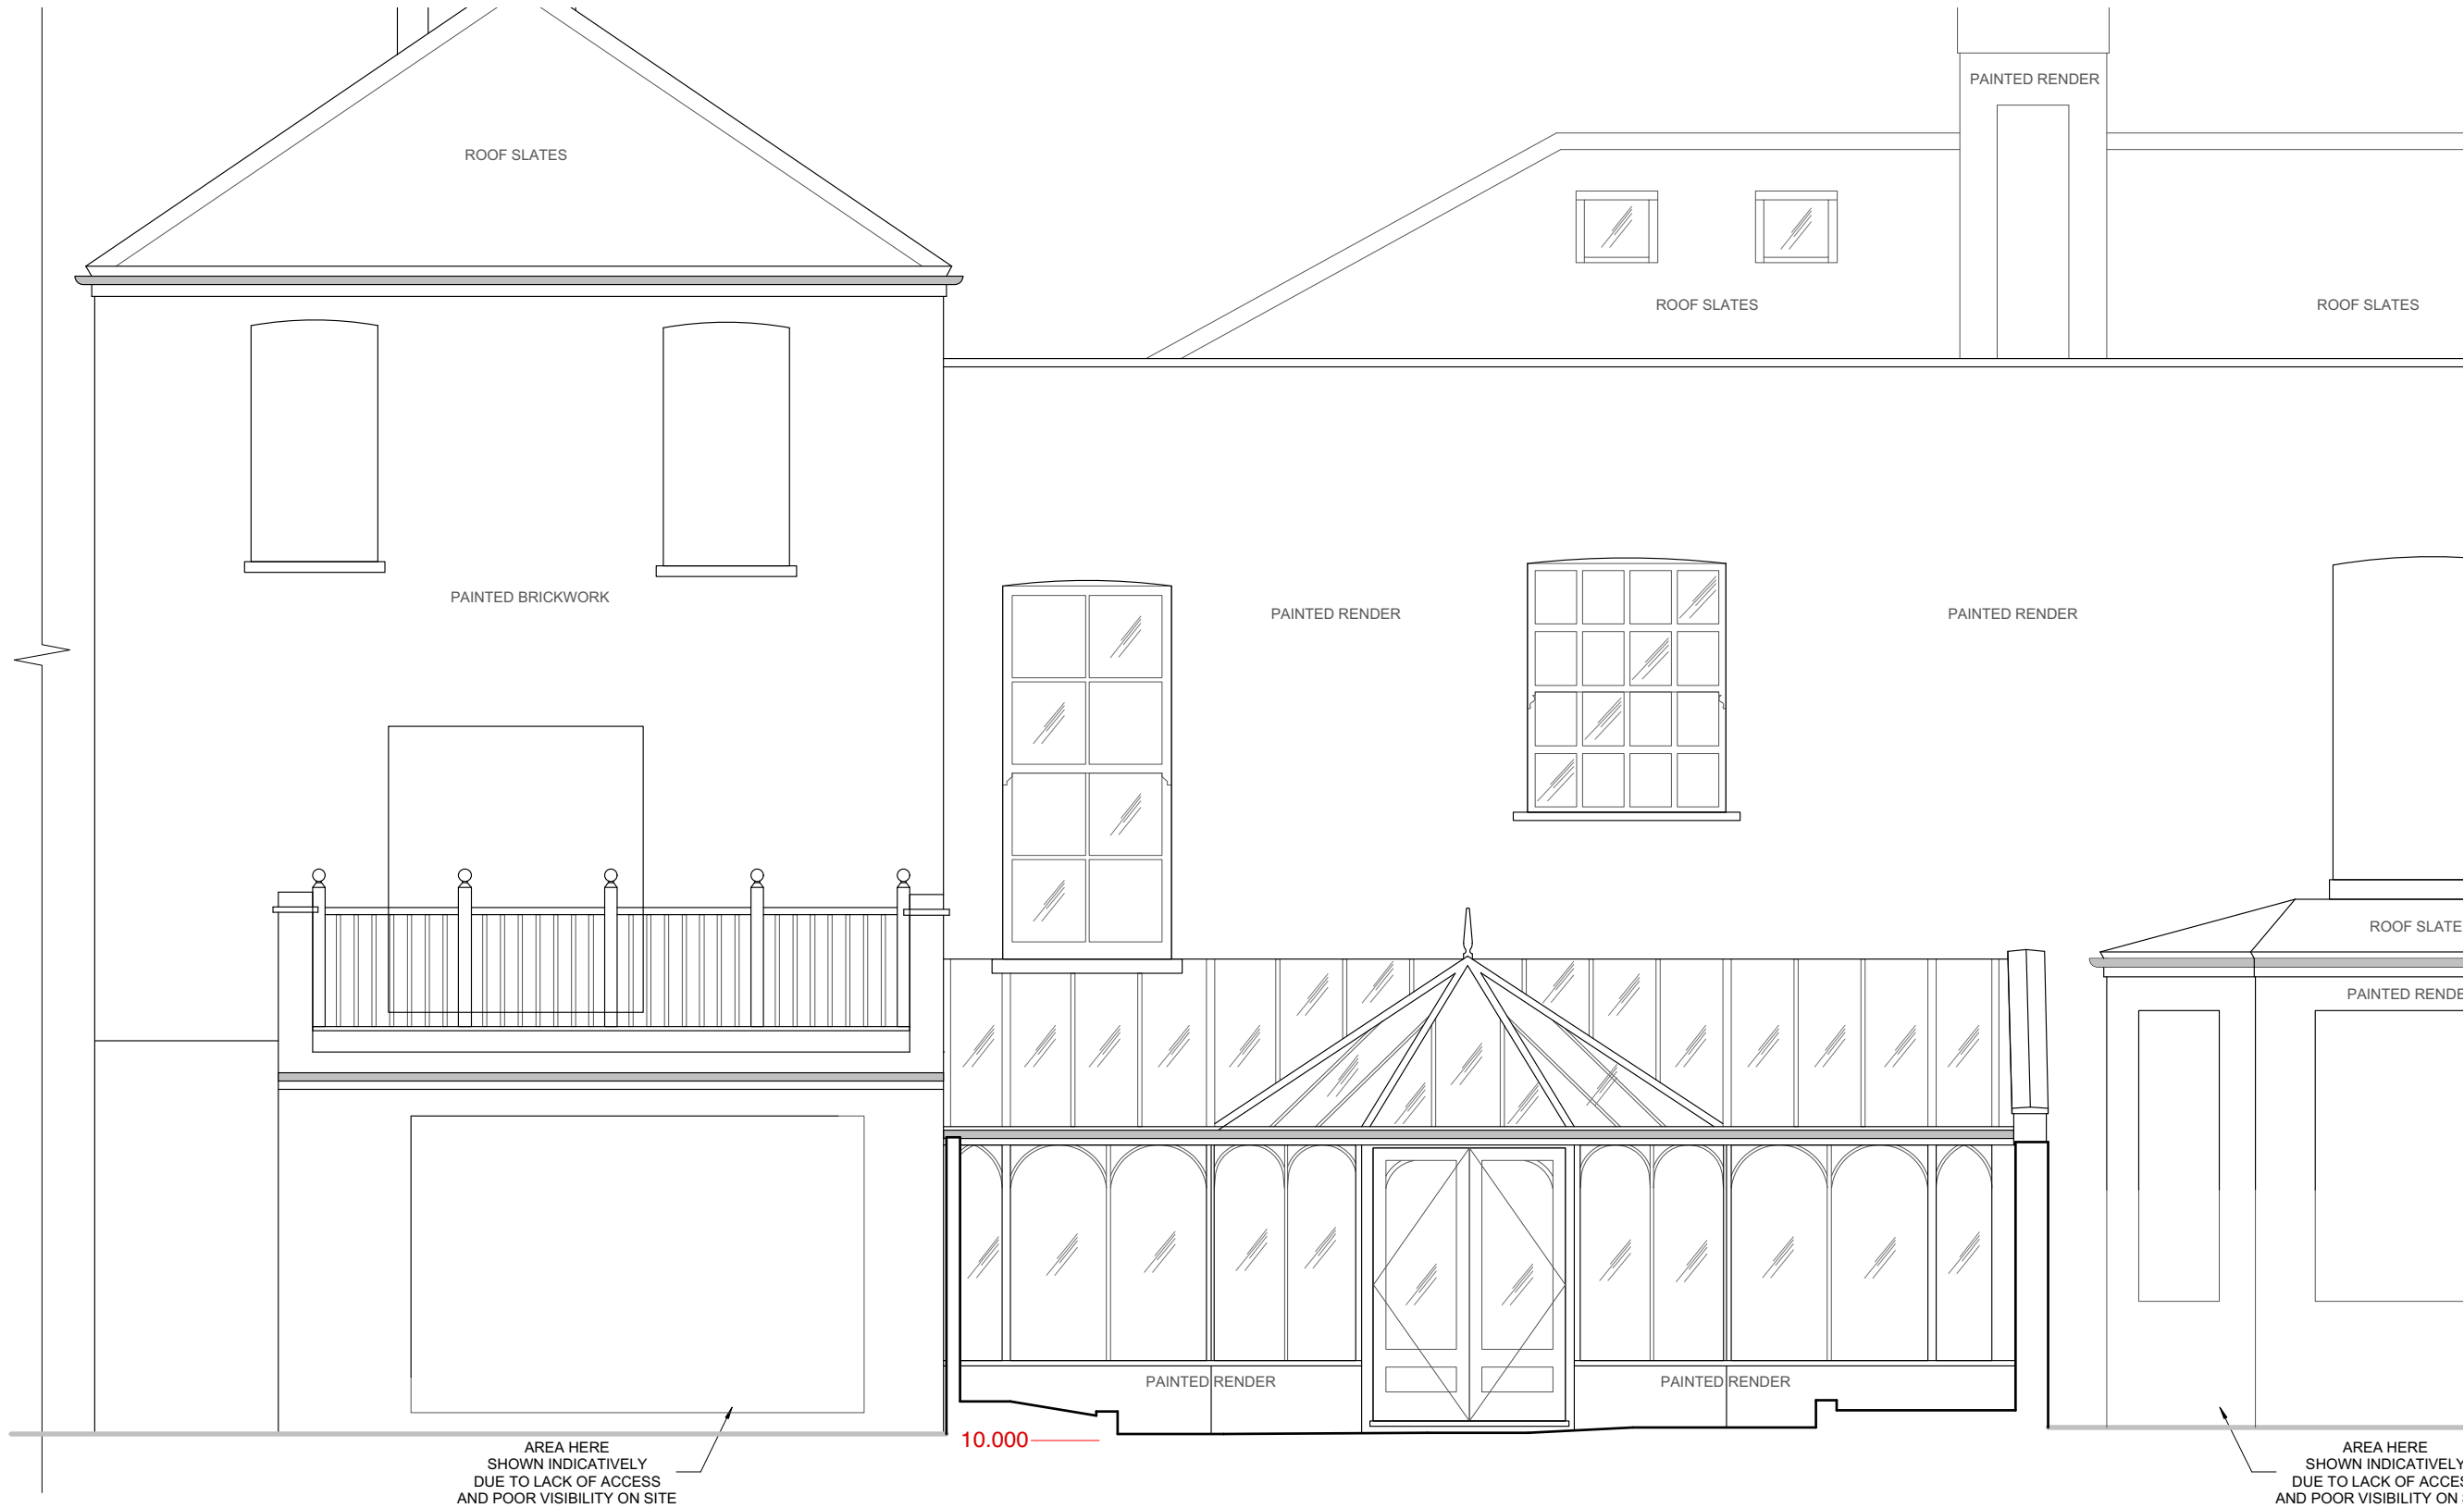 PAINTED RENDER
ROOF SLATES
ROOF SLATES
ROOF SLATES
PAINTED BRICKWORK
PAINTED RENDER
PAINTED RENDER
ROOF SLATE
PAINTED RENDE
PAINTED RENDER
PAINTED RENDER
10.000
AREA HERE
SHOWN INDICATIVELY
DUE TO LACK OF ACCESS
AND POOR VISIBILITY ON SITE
AREA HERE
SHOWN INDICATIVELY
DUE TO LACK OF ACCES
AND POOR VISIBILITY ON